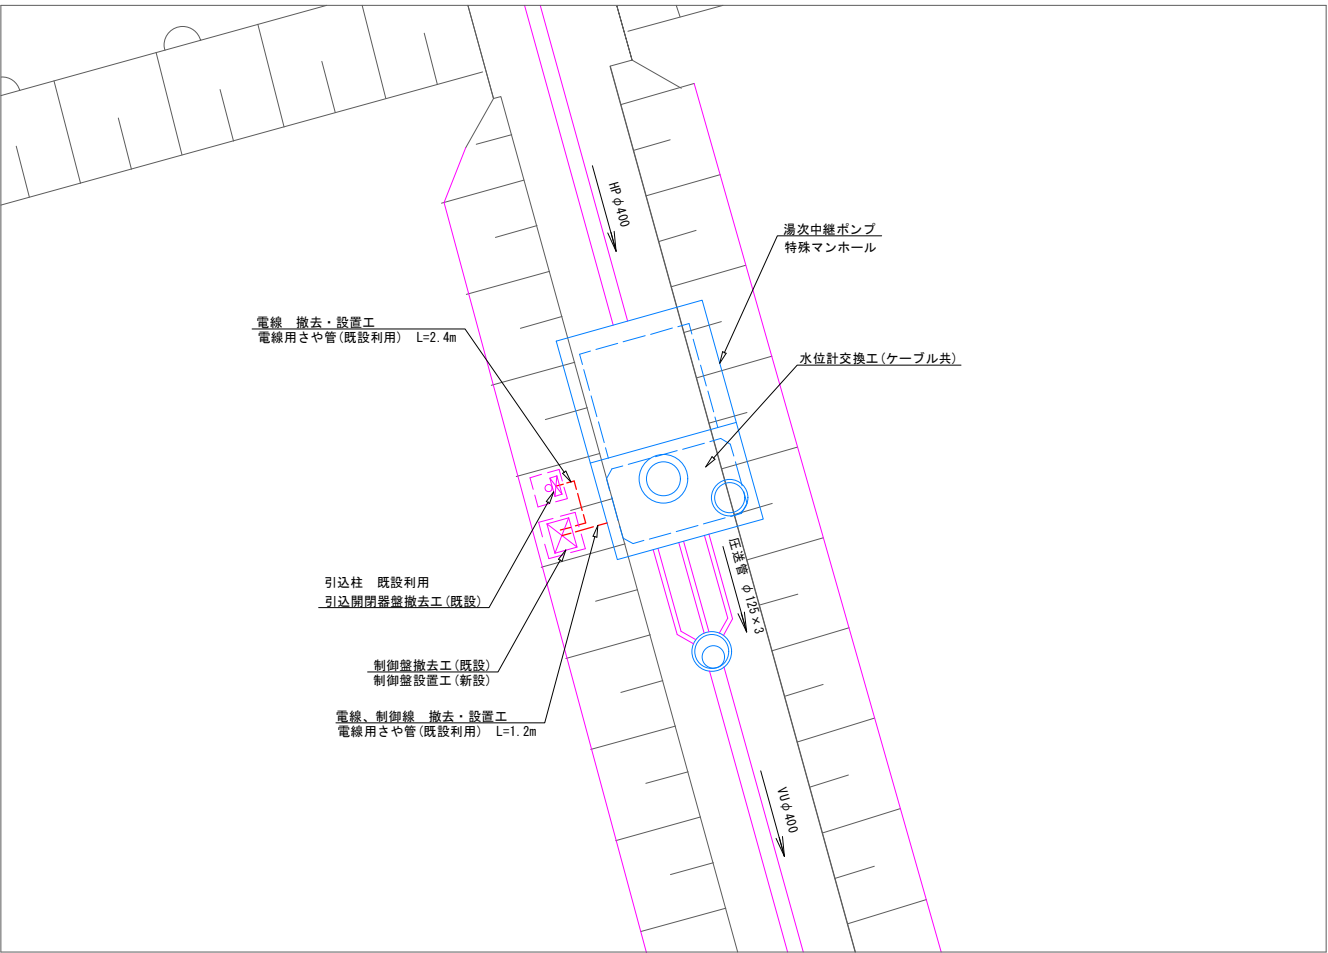 HPφ400
湯次中継ポンプ
特殊マンホール
電線　撤去・設置工
電線用さや管(既設利用)　L=2.4m
水位計交換工(ケーブル共)
圧送管　φ125×3
引込柱　既設利用
引込開閉器盤撤去工(既設)
制御盤撤去工(既設)
制御盤設置工(新設)
電線、制御線　撤去・設置工
電線用さや管(既設利用)　L=1.2m
VUφ400